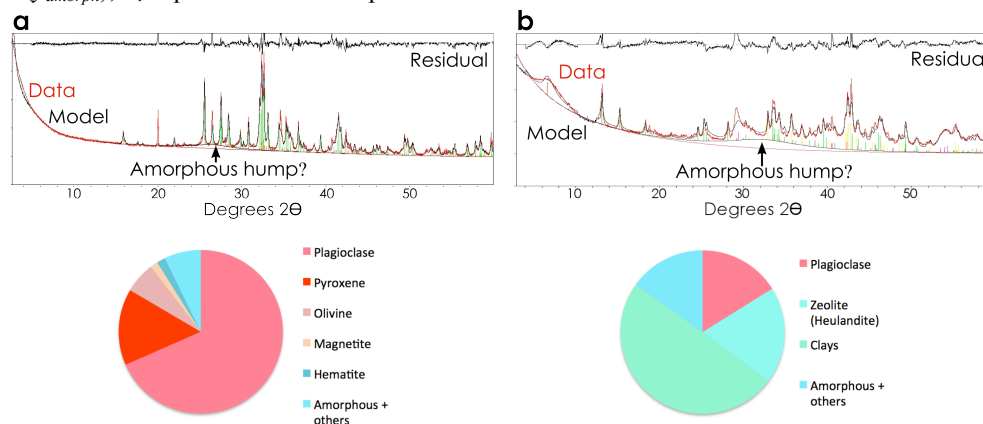 a
b
Residual
Data
Model
Amorphous hump?
10
20
30
40
50
Degrees 2Θ
Residual
Data
Model
Amorphous hump?
10
20
30
40
50
Degrees 2Θ
Plagioclase
Pyroxene
Olivine
Magnetite
Hematite
Amorphous +
others
Plagioclase
Zeolite
(Heulandite)
Clays
Amorphous +
others